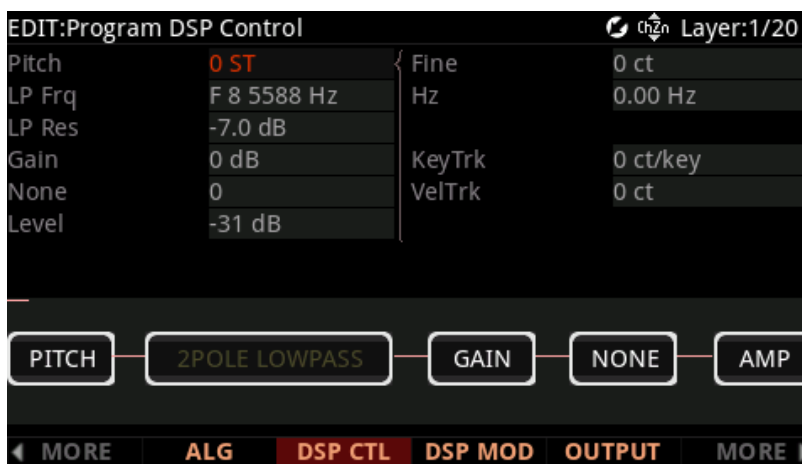 EDIT:Program DSP Control ChZn Layer:1/20
Pitch 0 ST Fine 0 ct
LP Frq F 8 5588 Hz Hz 0.00 Hz
LP Res -7.0 dB
Gain 0 dB KeyTrk 0 ct/key
None 0 VelTrk 0 ct
Level -31 dB
PITCH 2POLE LOWPASS GAIN NONE AMP
MORE ALG DSP CTL DSP MOD OUTPUT MORE